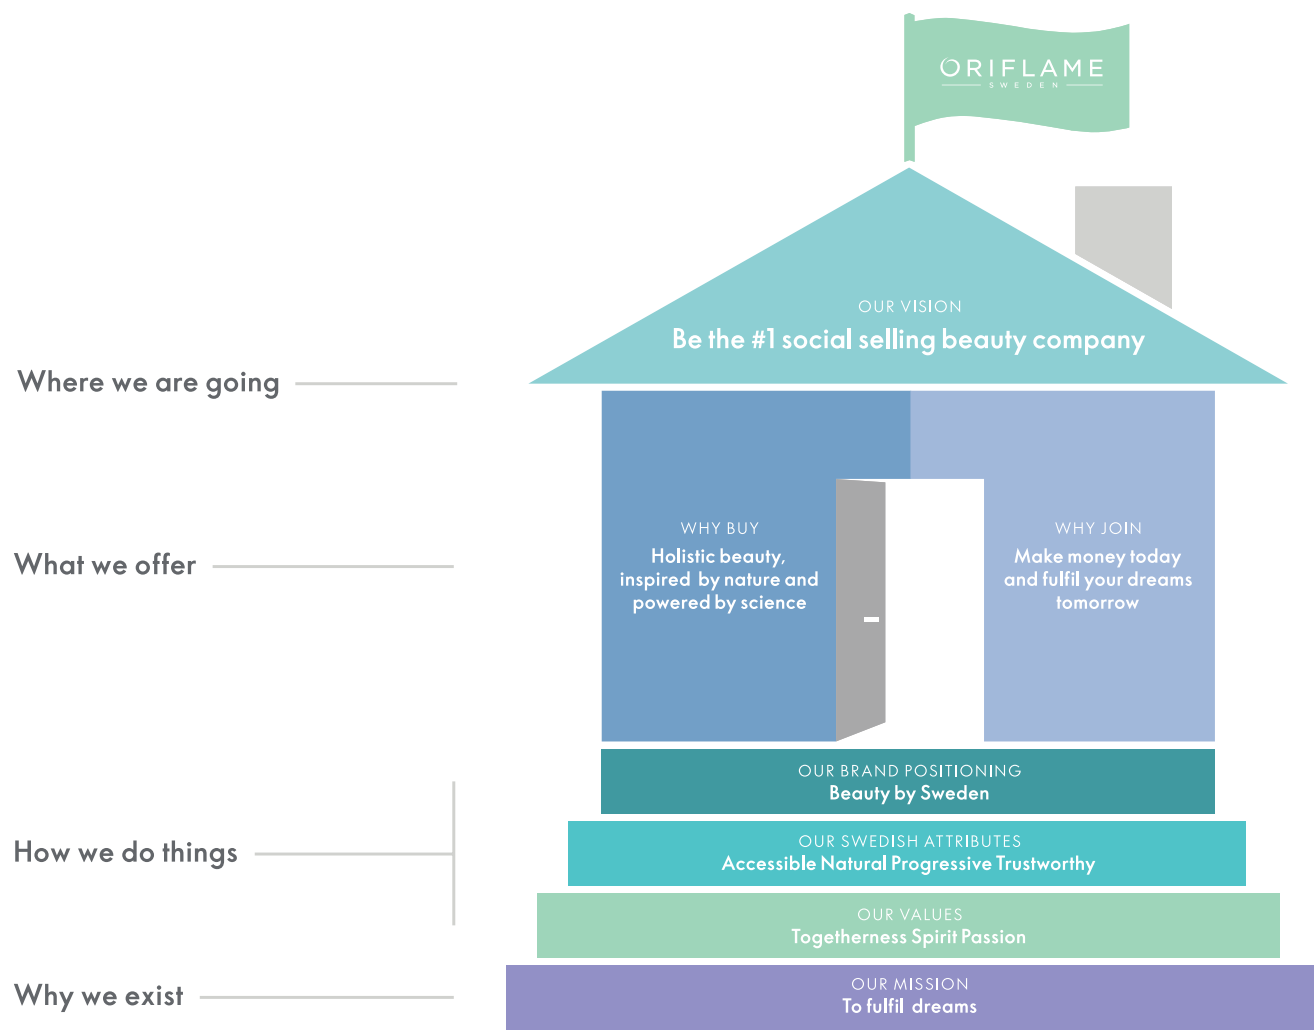 ORIFLAME
SWEDEN
OUR VISION
Be the #1 social selling beauty company
Where we are going
What we offer
WHY BUY
Holistic beauty,
inspired by nature and
powered by science
WHY JOIN
Make money today
and fulfil your dreams
tomorrow
How we do things
OUR BRAND POSITIONING
Beauty by Sweden
OUR SWEDISH ATTRIBUTES
Accessible Natural Progressive Trustworthy
OUR VALUES
Togetherness Spirit Passion
Why we exist
OUR MISSION
To fulfil dreams